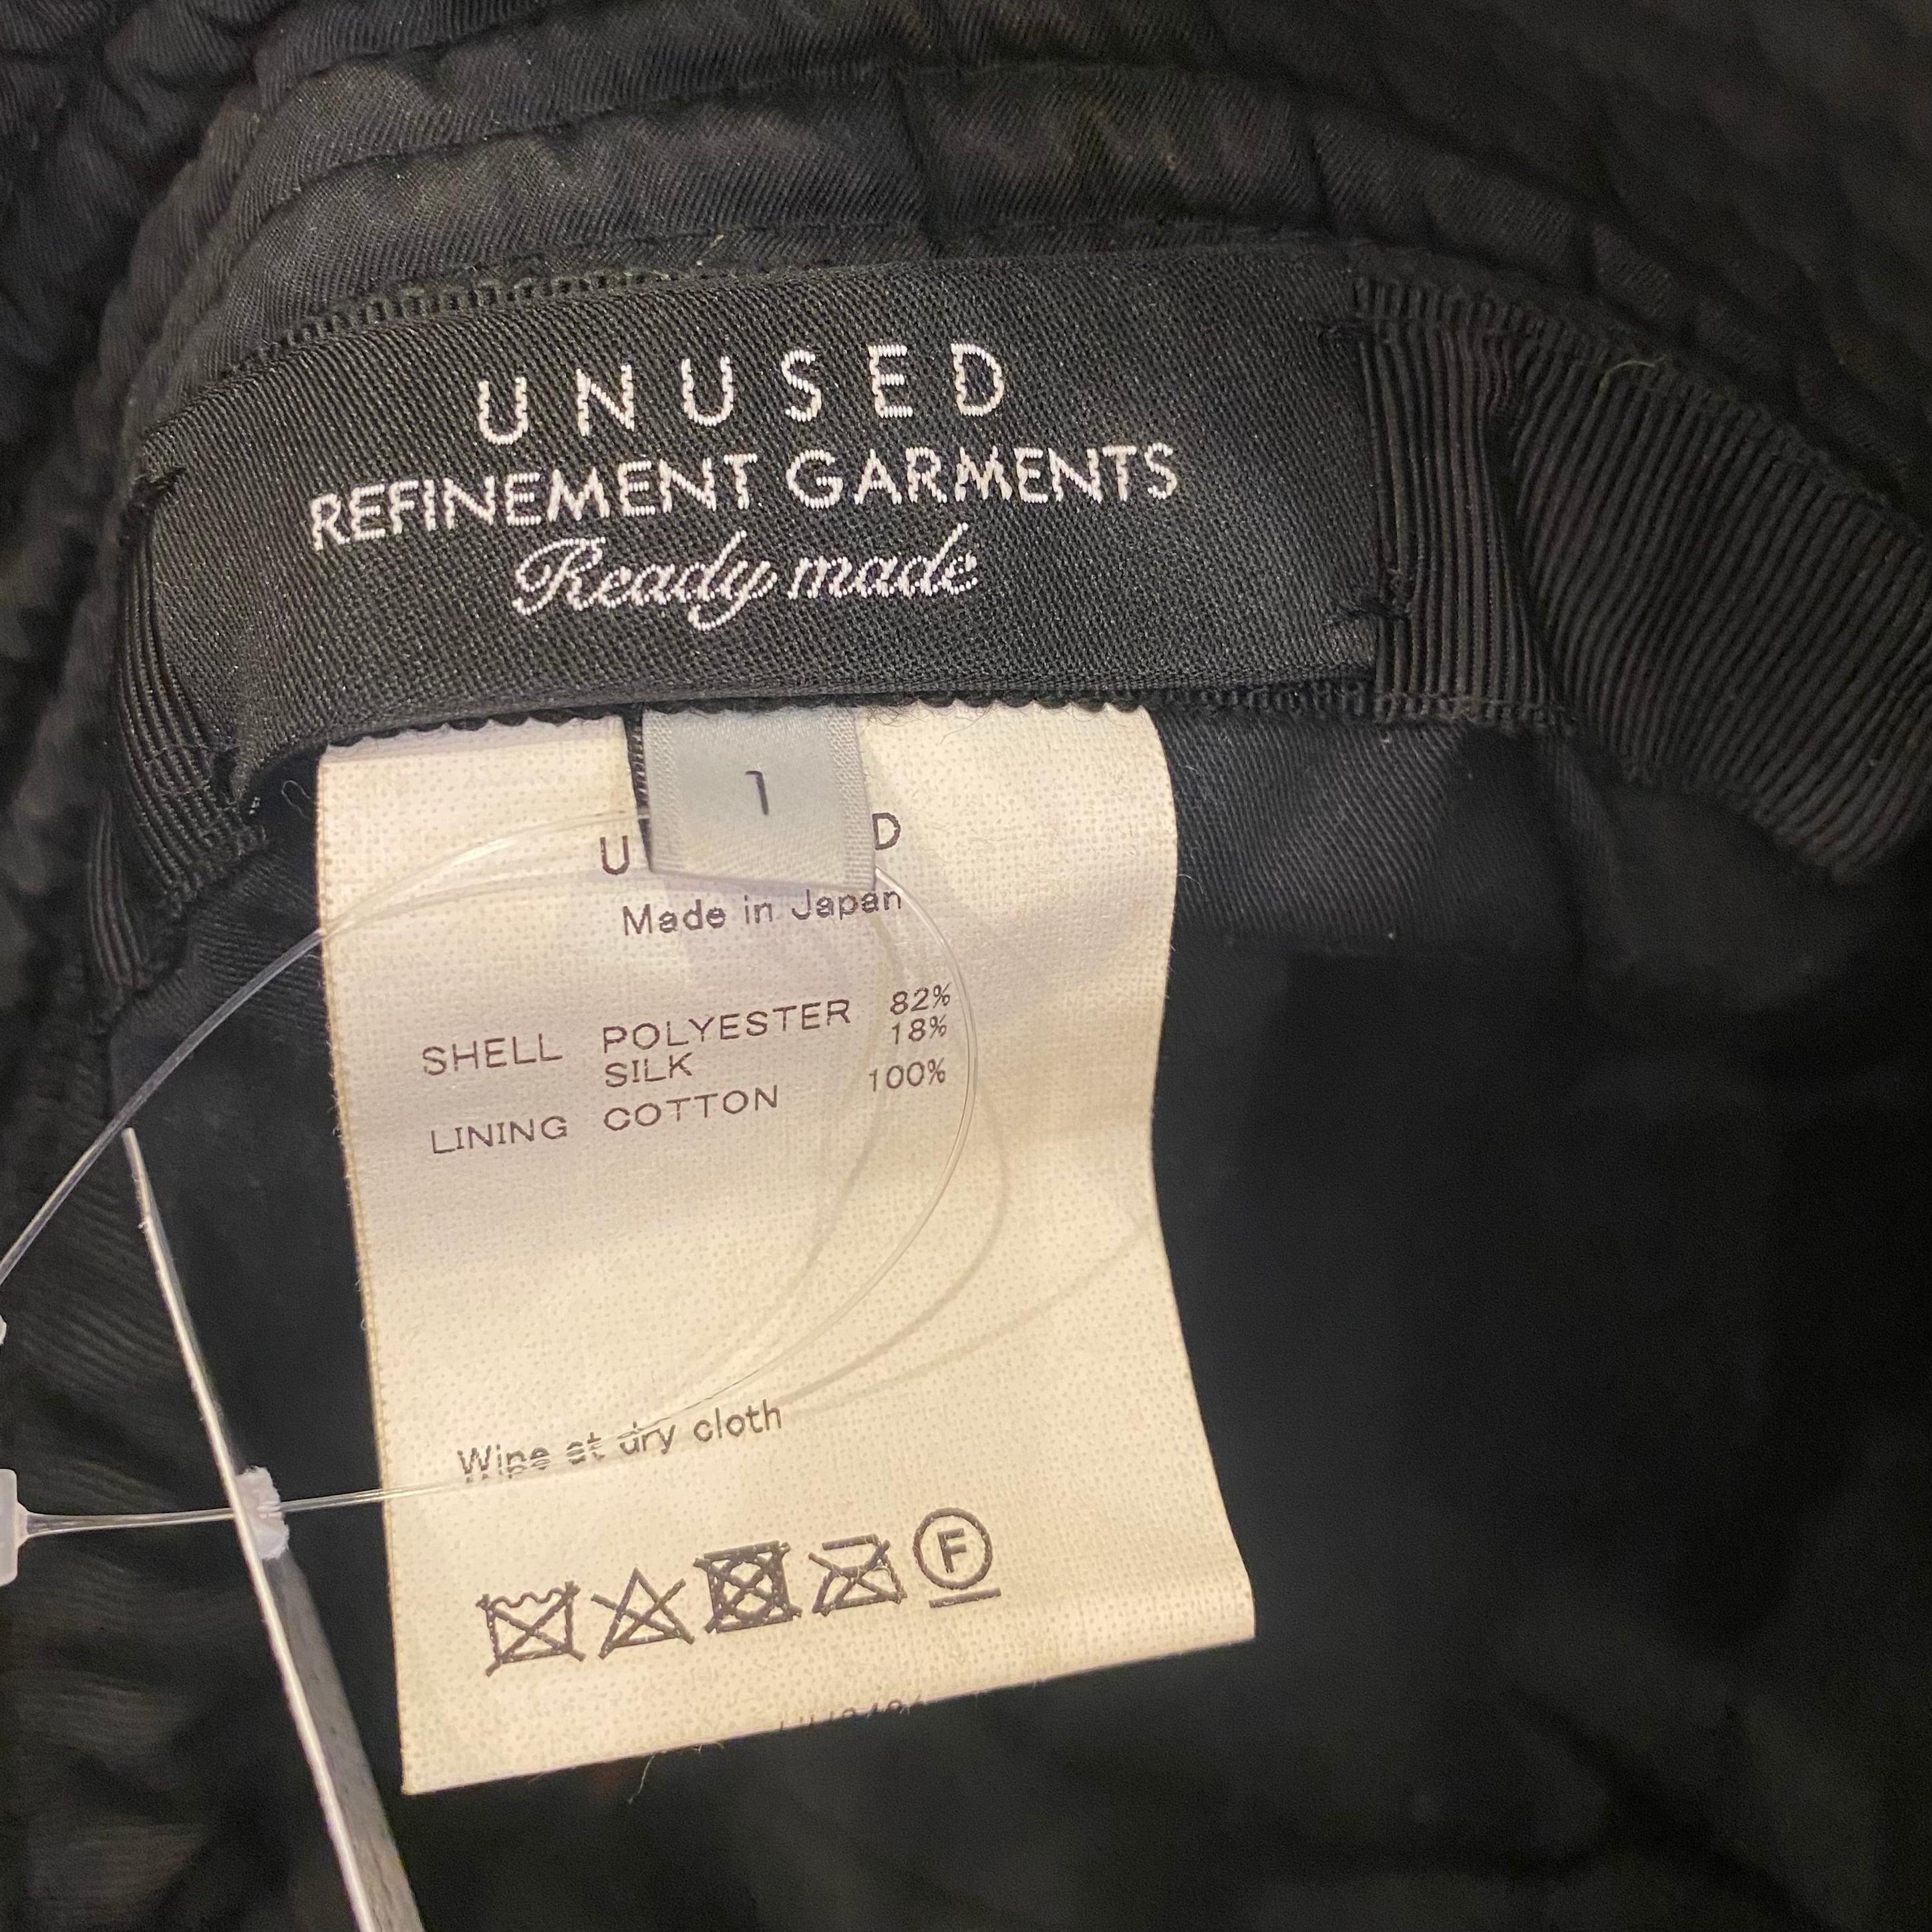 UNUSED
REFINEMENT GARMENTS
Ready made
1
U D
Made in Japan
SHELL POLYESTER 82%
SILK 18%
LINING COTTON 100%
Wipe at dry cloth
F